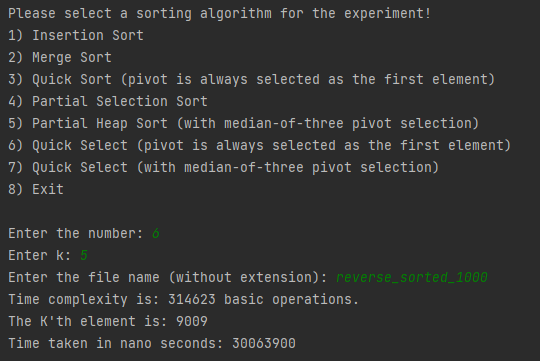 Please select a sorting algorithm for the experiment!
1) Insertion Sort
2) Merge Sort
3) Quick Sort (pivot is always selected as the first element)
4) Partial Selection Sort
5) Partial Heap Sort (with median-of-three pivot selection)
6) Quick Select (pivot is always selected as the first element)
7) Quick Select (with median-of-three pivot selection)
8) Exit
Enter the number: 6
Enter k: 5
Enter the file name (without extension): reverse_sorted_1000
Time complexity is: 314623 basic operations.
The K'th element is: 9009
Time taken in nano seconds: 30063900